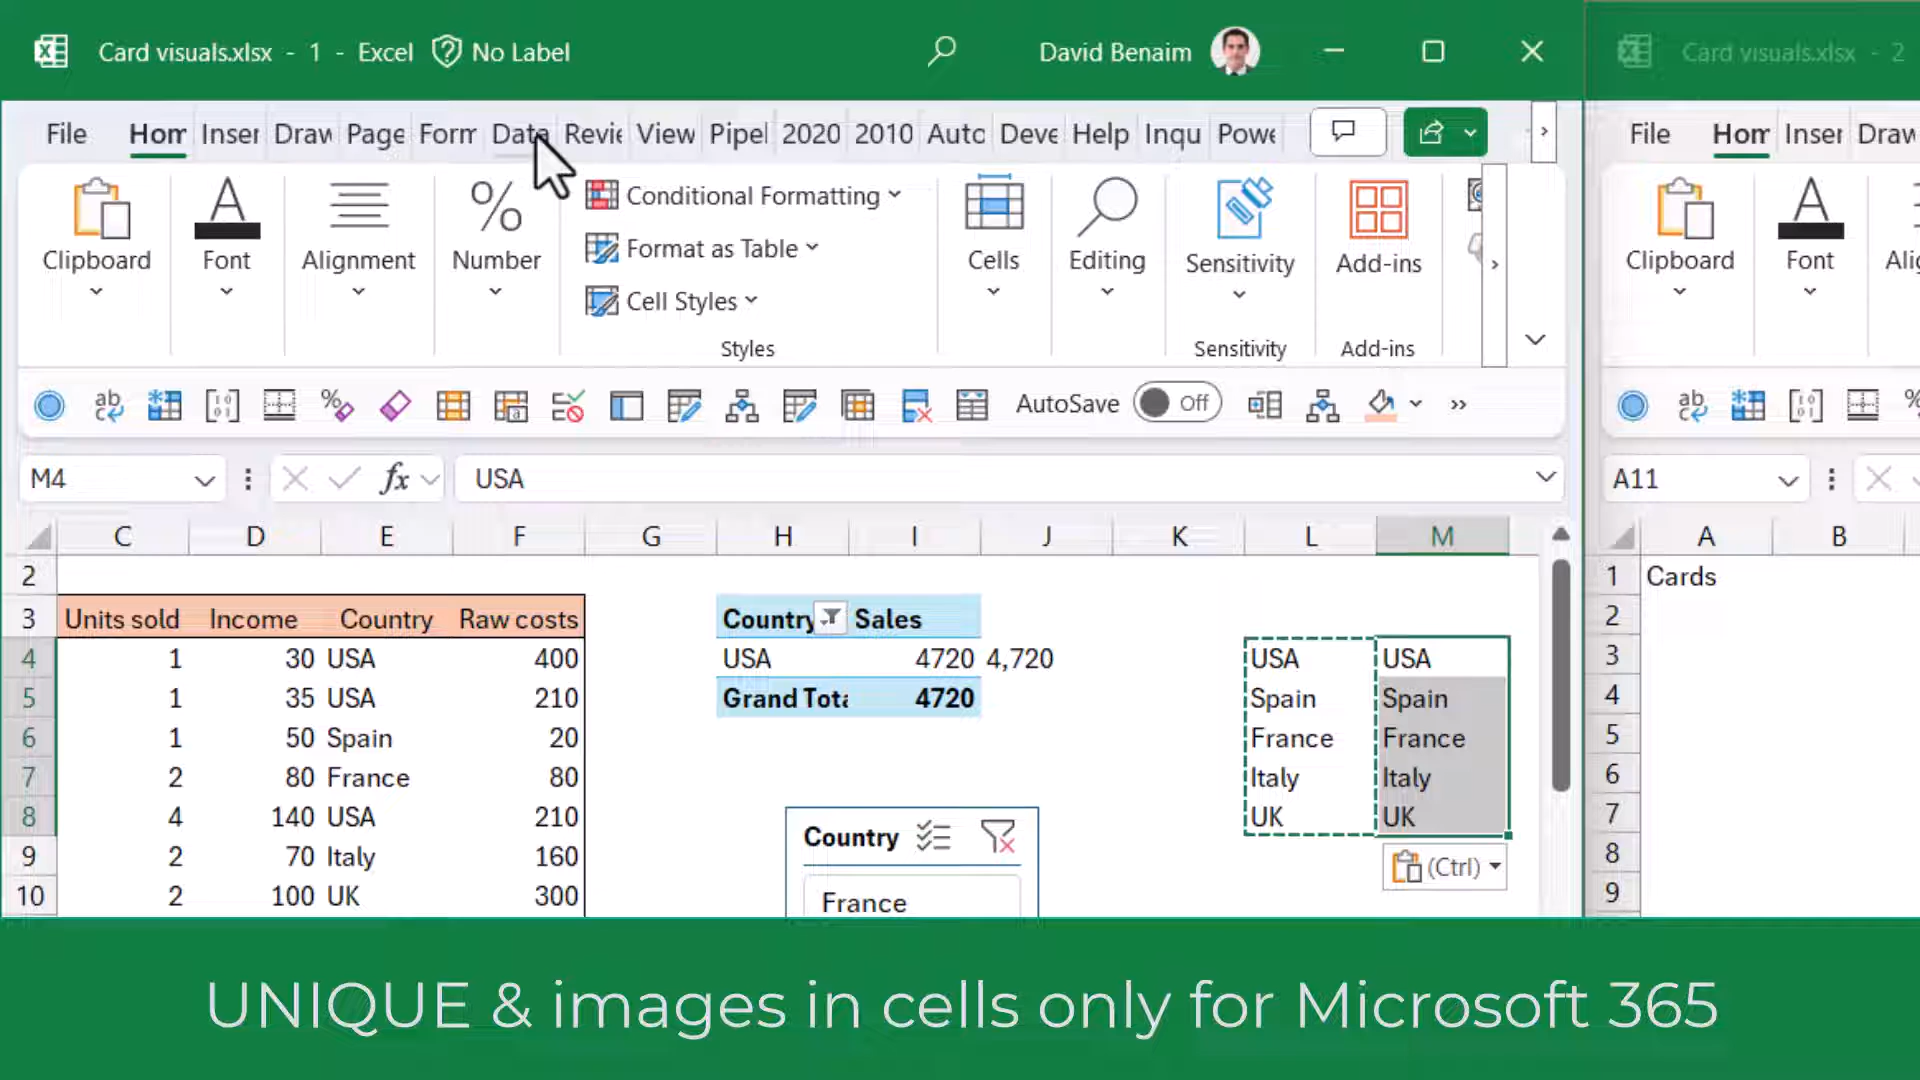 Card visuals.xlsx - 1 - Excel No Label David Benaim
Card visuals.xlsx - 2
File Hom Inser Draw Page Form Data Revie View Pipel 2020 2010 Auto Deve Help Inqu Powe
File Hom Inser Draw
Clipboard Font Alignment Number
Conditional Formatting
Format as Table
Cell Styles
Styles
Cells Editing Sensitivity Add-ins
Sensitivity Add-ins
Clipboard Font Alig
AutoSave Off
M4 fx USA
A11
C D E F G H I J K L M
A B
2
3 Units sold Income Country Raw costs Country Sales
4 1 30 USA 400 USA 4720 4,720 USA USA
5 1 35 USA 210 Grand Tota 4720 Spain Spain
6 1 50 Spain 20 France France
7 2 80 France 80 Italy Italy
8 4 140 USA 210 UK UK
9 2 70 Italy 160 Country (Ctrl)
10 2 100 UK 300 France
1 Cards
2
3
4
5
6
7
8
9
UNIQUE & images in cells only for Microsoft 365